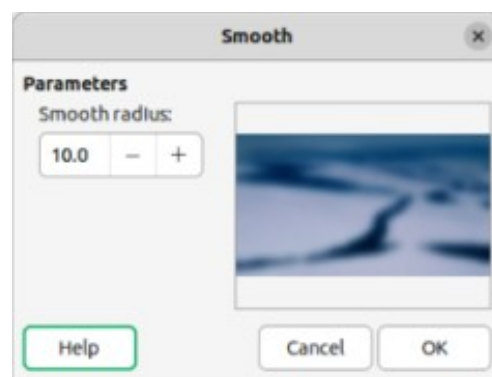 Smooth
Parameters
Smooth radius:
10.0 − +
Help Cancel OK